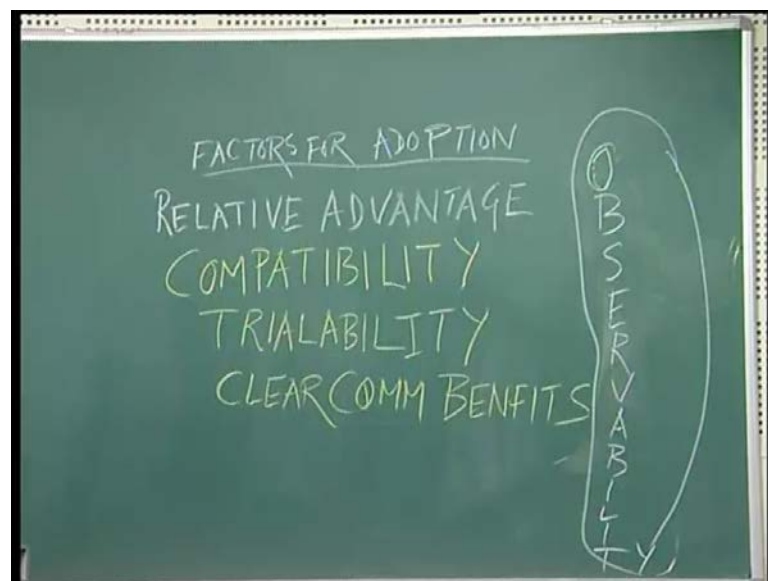 FACTORS FOR ADOPTION
RELATIVE ADVANTAGE
COMPATIBILITY
TRIALABILITY
CLEAR COMM BENFITS
OBSERVABILITY